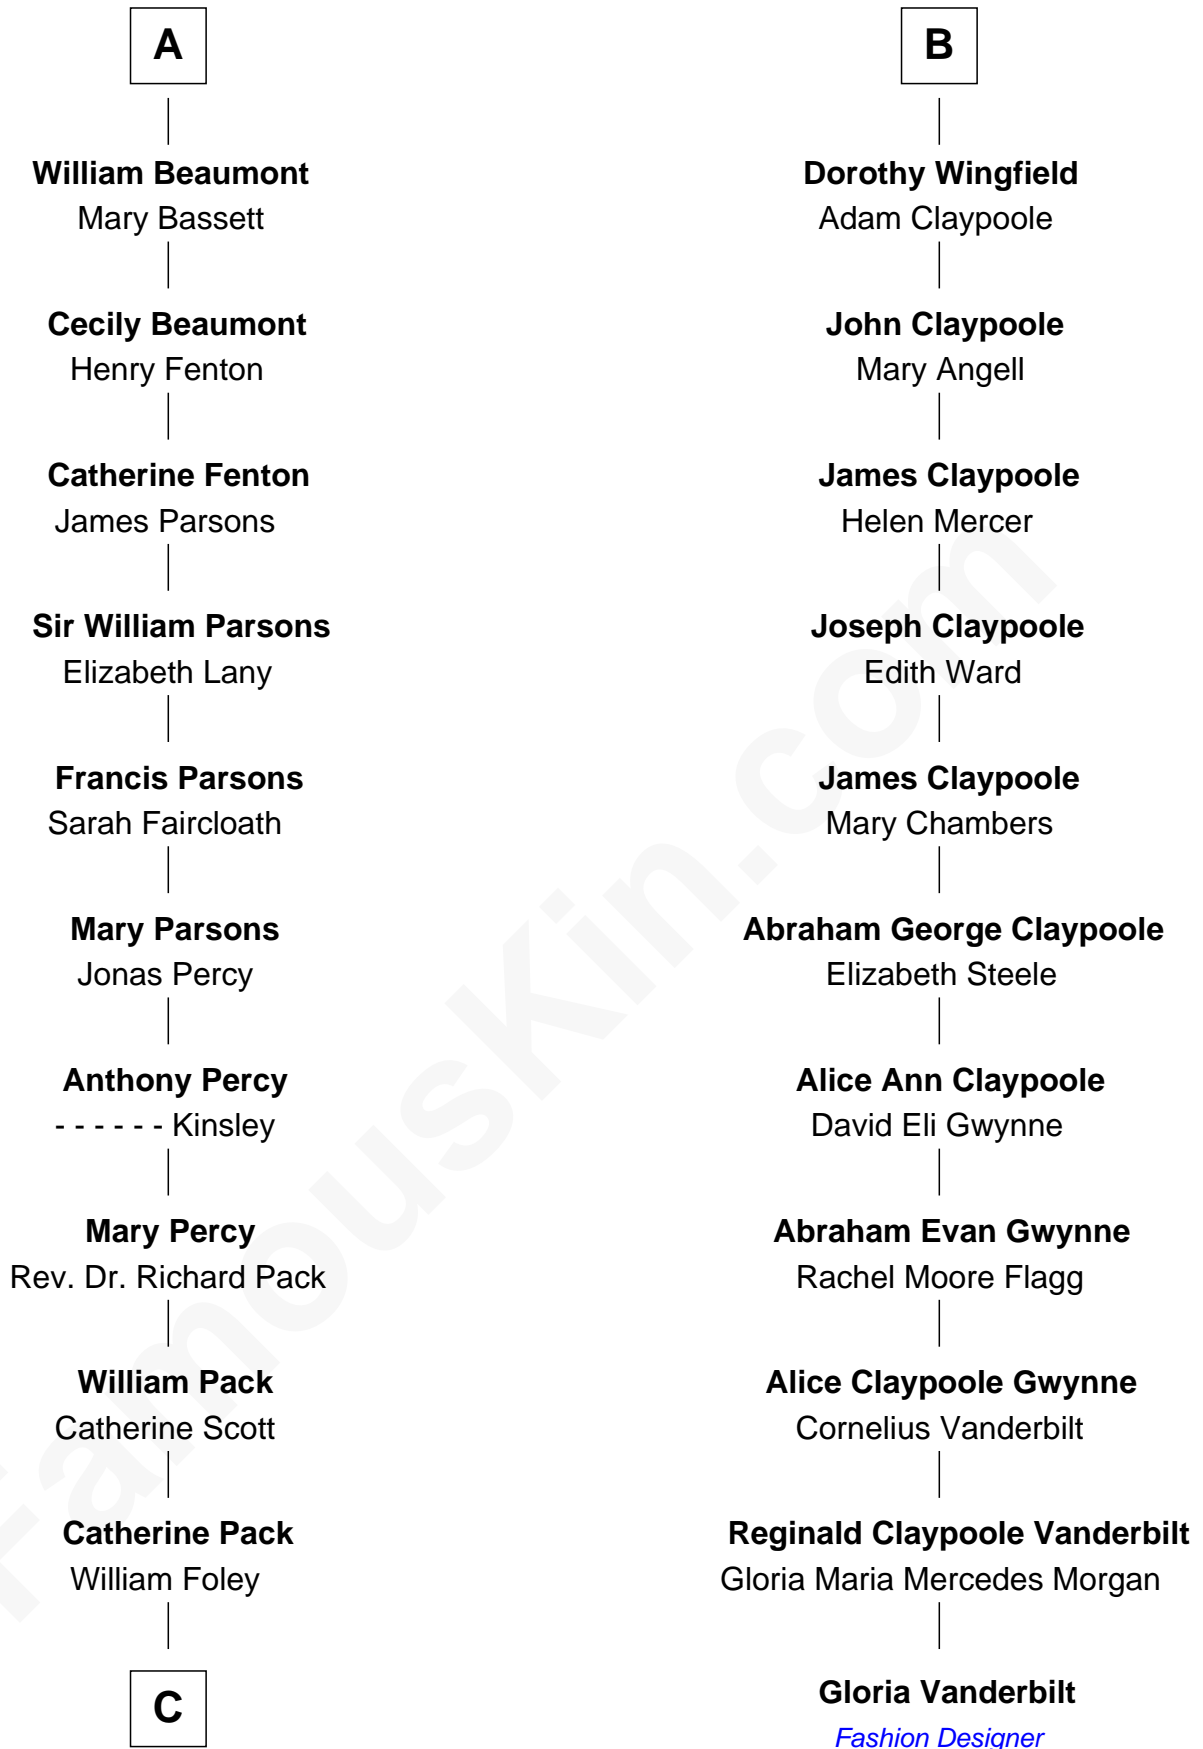 A
William Beaumont
Mary Bassett
Cecily Beaumont
Henry Fenton
Catherine Fenton
James Parsons
Sir William Parsons
Elizabeth Lany
Francis Parsons
Sarah Faircloath
Mary Parsons
Jonas Percy
Anthony Percy
- - - - - - Kinsley
Mary Percy
Rev. Dr. Richard Pack
William Pack
Catherine Scott
Catherine Pack
William Foley
C
B
Dorothy Wingfield
Adam Claypoole
John Claypoole
Mary Angell
James Claypoole
Helen Mercer
Joseph Claypoole
Edith Ward
James Claypoole
Mary Chambers
Abraham George Claypoole
Elizabeth Steele
Alice Ann Claypoole
David Eli Gwynne
Abraham Evan Gwynne
Rachel Moore Flagg
Alice Claypoole Gwynne
Cornelius Vanderbilt
Reginald Claypoole Vanderbilt
Gloria Maria Mercedes Morgan
Gloria Vanderbilt
Fashion Designer
FamousKin.com